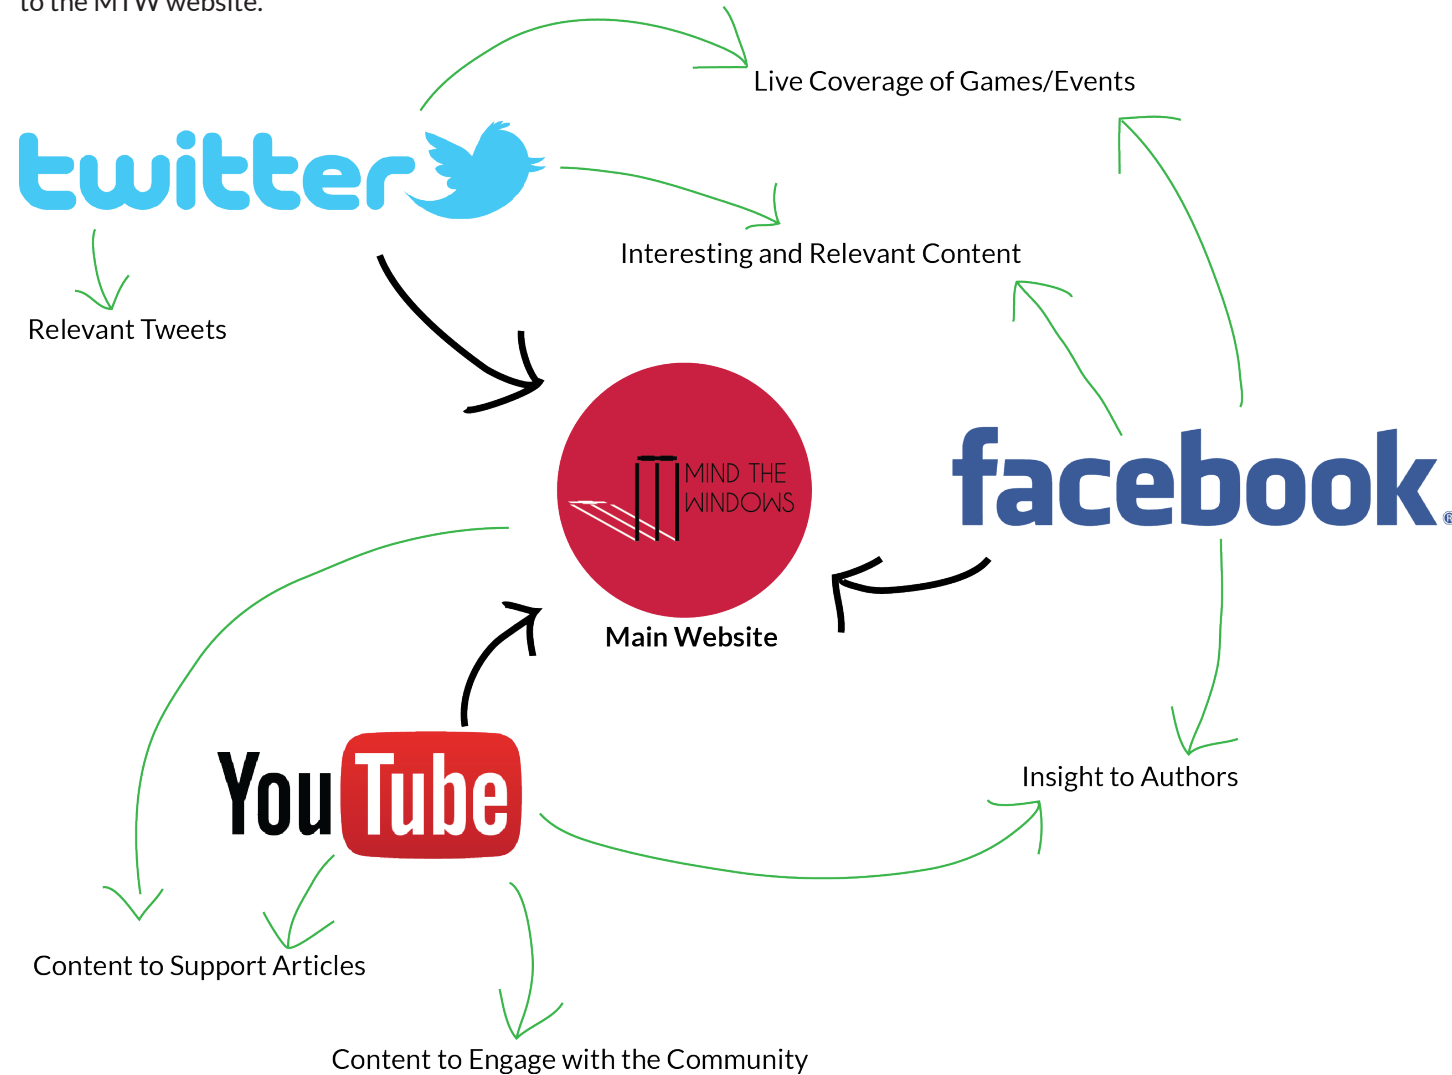 to the MTW website.
Live Coverage of Games/Events
twitter
Interesting and Relevant Content
Relevant Tweets
MIND THE
WINDOWS
facebook®
Main Website
YouTube
Insight to Authors
Content to Support Articles
Content to Engage with the Community